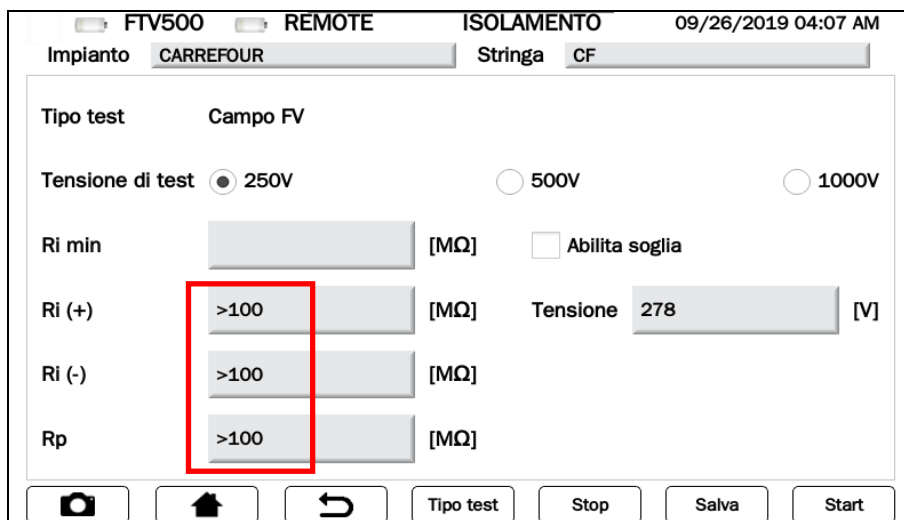 FTV500 REMOTE ISOLAMENTO 09/26/2019 04:07 AM
Impianto CARREFOUR Stringa CF
Tipo test Campo FV
Tensione di test 250V 500V 1000V
Ri min [MΩ] Abilita soglia
Ri (+) >100 [MΩ] Tensione 278 [V]
Ri (-) >100 [MΩ]
Rp >100 [MΩ]
Tipo test Stop Salva Start